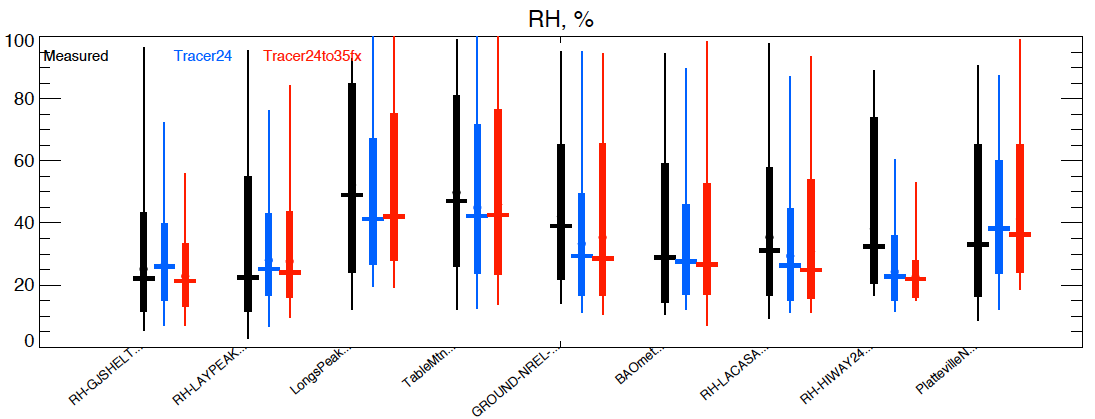 RH, %
Measured Tracer24 Tracer24to35fx
100
80
60
40
20
0
RH-GJSHELT...
RH-LAYPEAK...
LongsPeak...
TableMtn...
GROUND-NREL-...
BAOmet...
RH-LACASA...
RH-HIWAY24...
PlattevilleN...